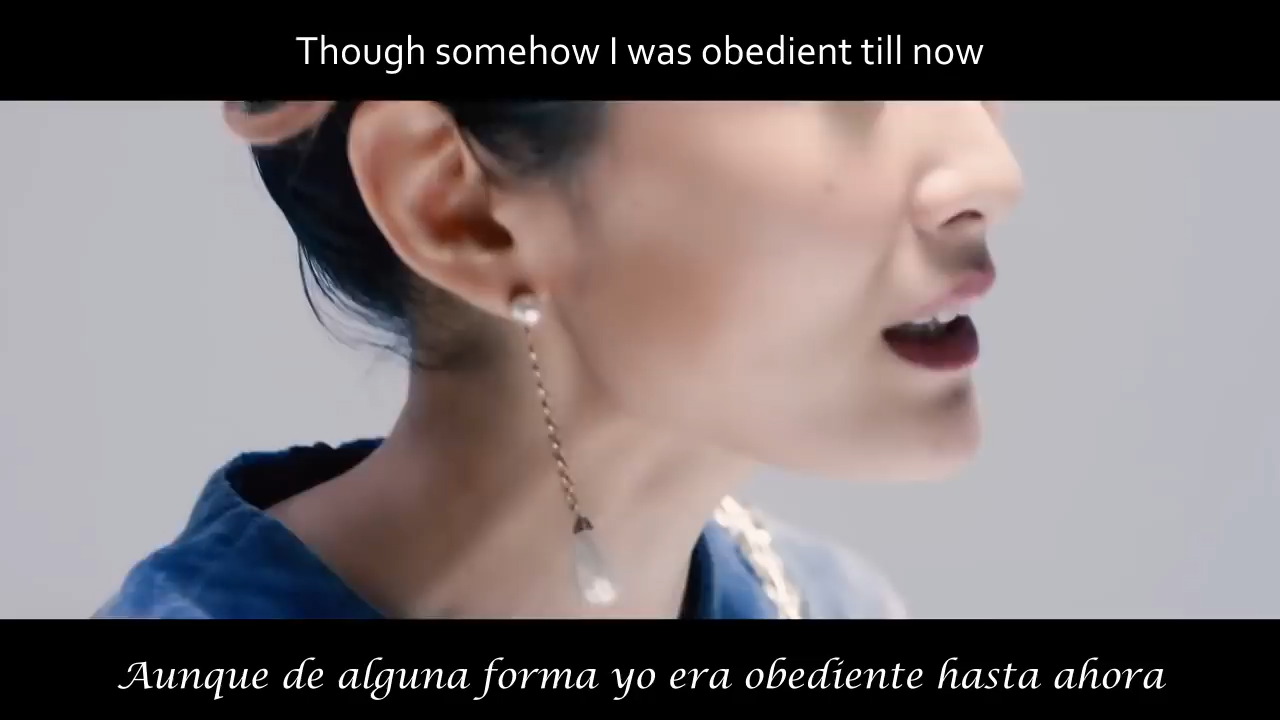 Though somehow I was obedient till now
Aunque de alguna forma yo era obediente hasta ahora